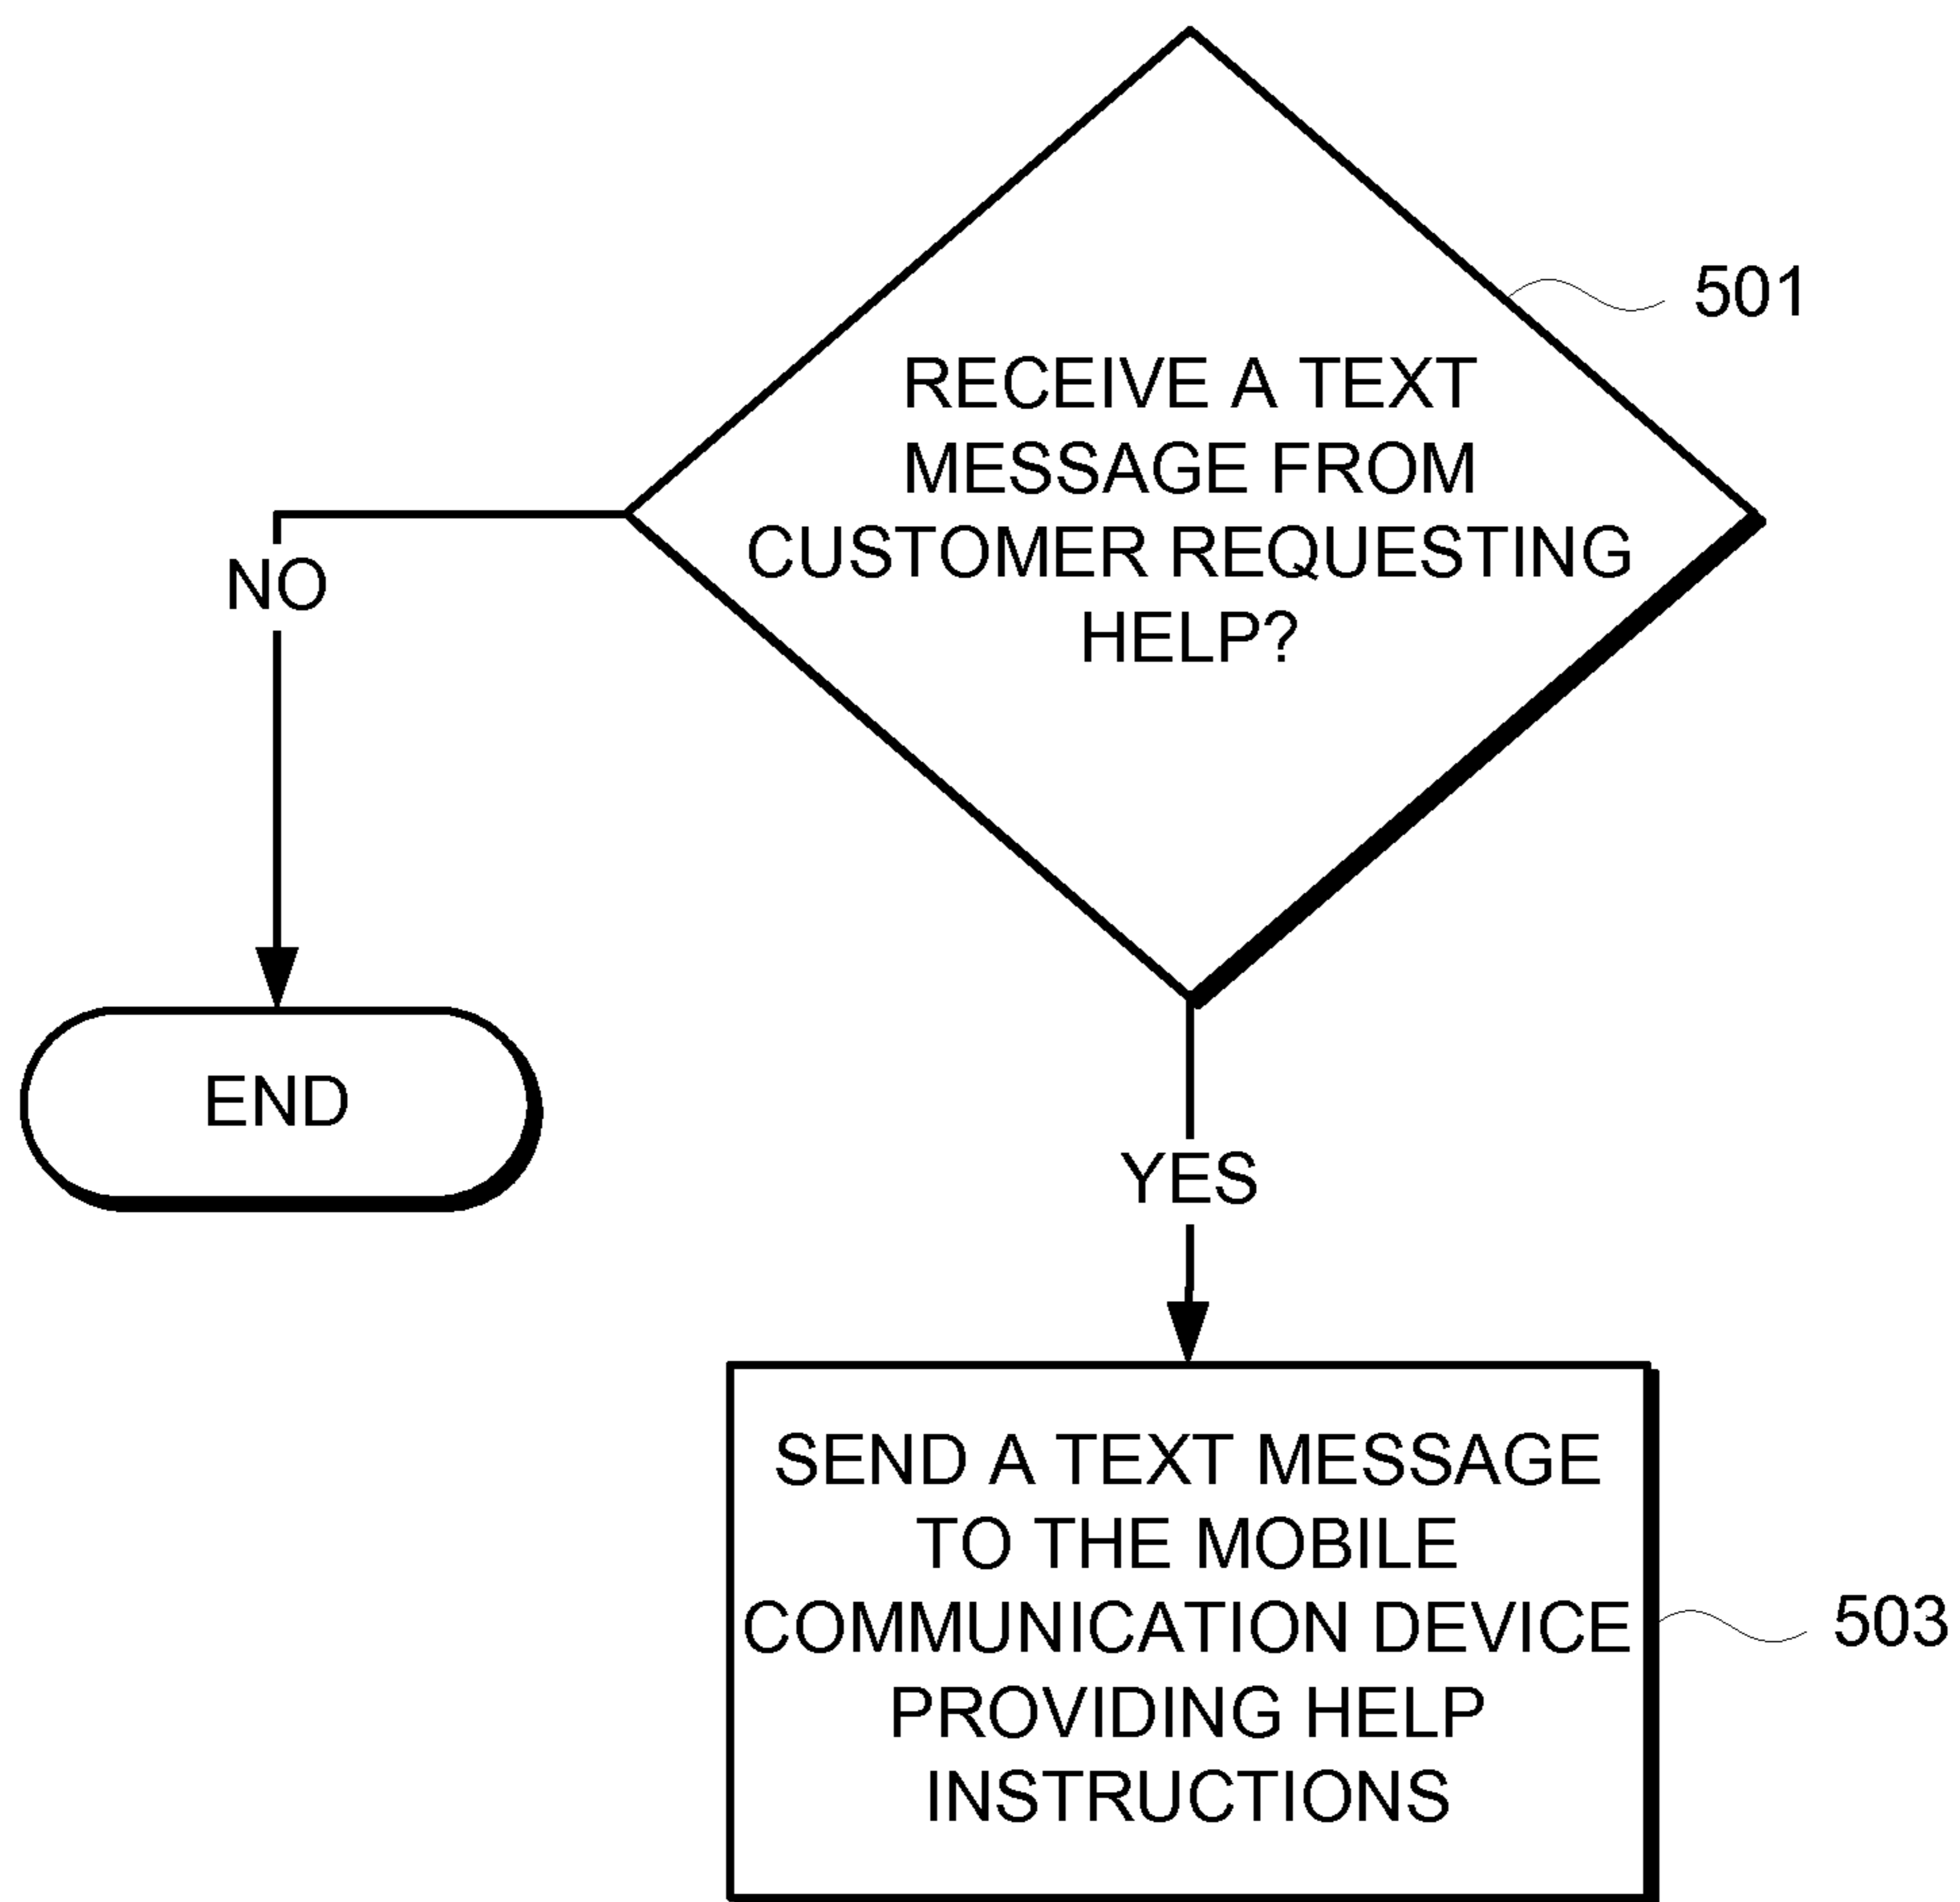 501
RECEIVE A TEXT
MESSAGE FROM
CUSTOMER REQUESTING
HELP?
NO
END
YES
SEND A TEXT MESSAGE
TO THE MOBILE
COMMUNICATION DEVICE
PROVIDING HELP
INSTRUCTIONS
503